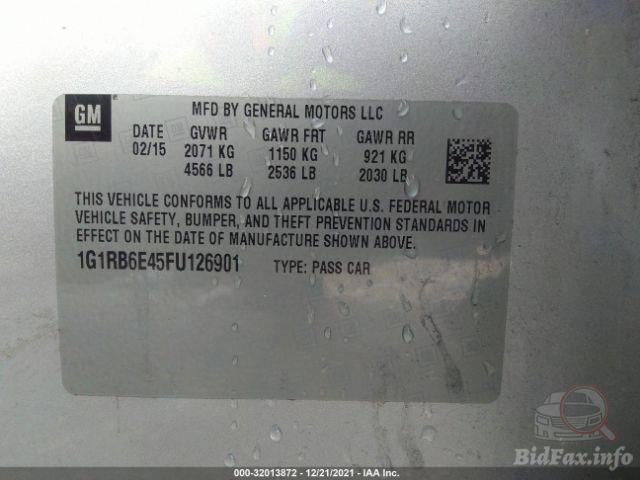 GM
MFD BY GENERAL MOTORS LLC
DATE GVWR GAWR FRT GAWR RR
02/15 2071 KG 1150 KG 921 KG
4566 LB 2536 LB 2030 LB
THIS VEHICLE CONFORMS TO ALL APPLICABLE U.S. FEDERAL MOTOR
VEHICLE SAFETY, BUMPER, AND THEFT PREVENTION STANDARDS IN
EFFECT ON THE DATE OF MANUFACTURE SHOWN ABOVE.
1G1RB6E45FU126901 TYPE: PASS CAR
BidFax.info
000-32013872 - 12/21/2021 - IAA Inc.